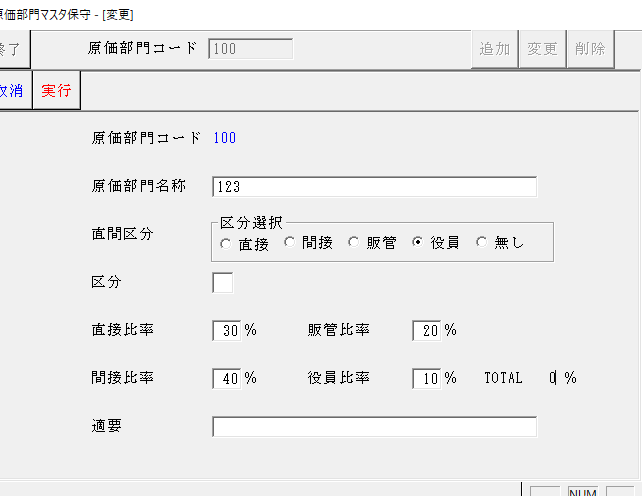 原価部門マスタ保守 - [変更]
終了 原価部門コード 100 追加 変更 削除
取消 実行
原価部門コード 100
原価部門名称 123
区分選択
直間区分 直接 間接 販管 役員 無し
区分
直接比率 30 % 販管比率 20 %
間接比率 40 % 役員比率 10 % TOTAL 0 %
適要
NUM